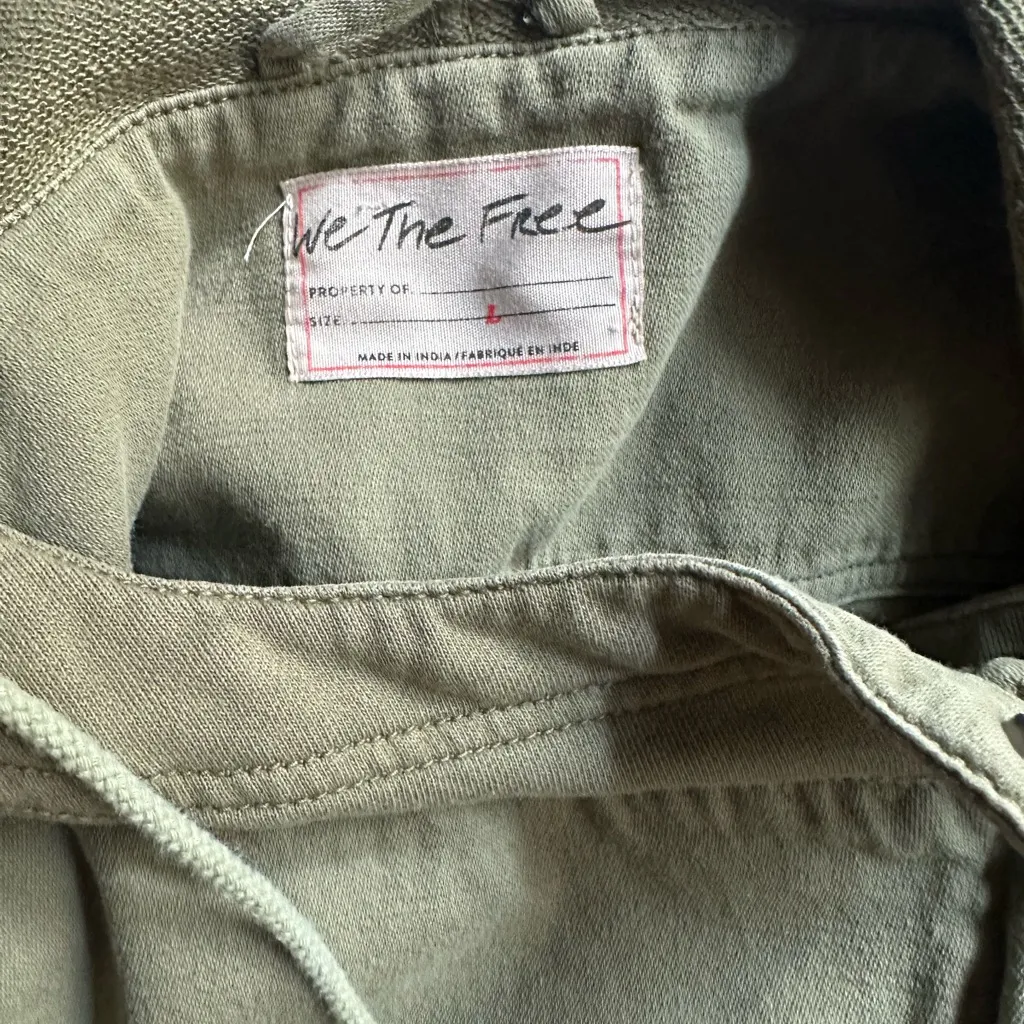 We The Free
PROPERTY OF
SIZE L
MADE IN INDIA / FABRIQUÉ EN INDE